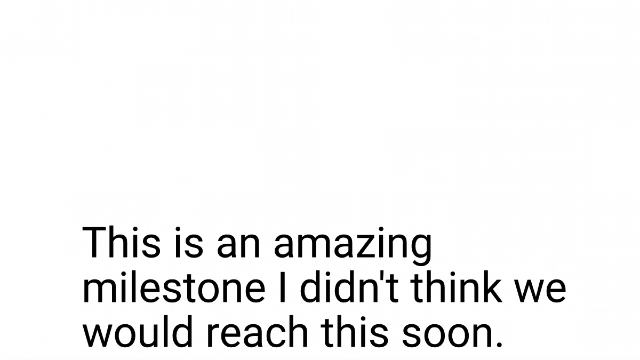 This is an amazing
milestone I didn't think we
would reach this soon.